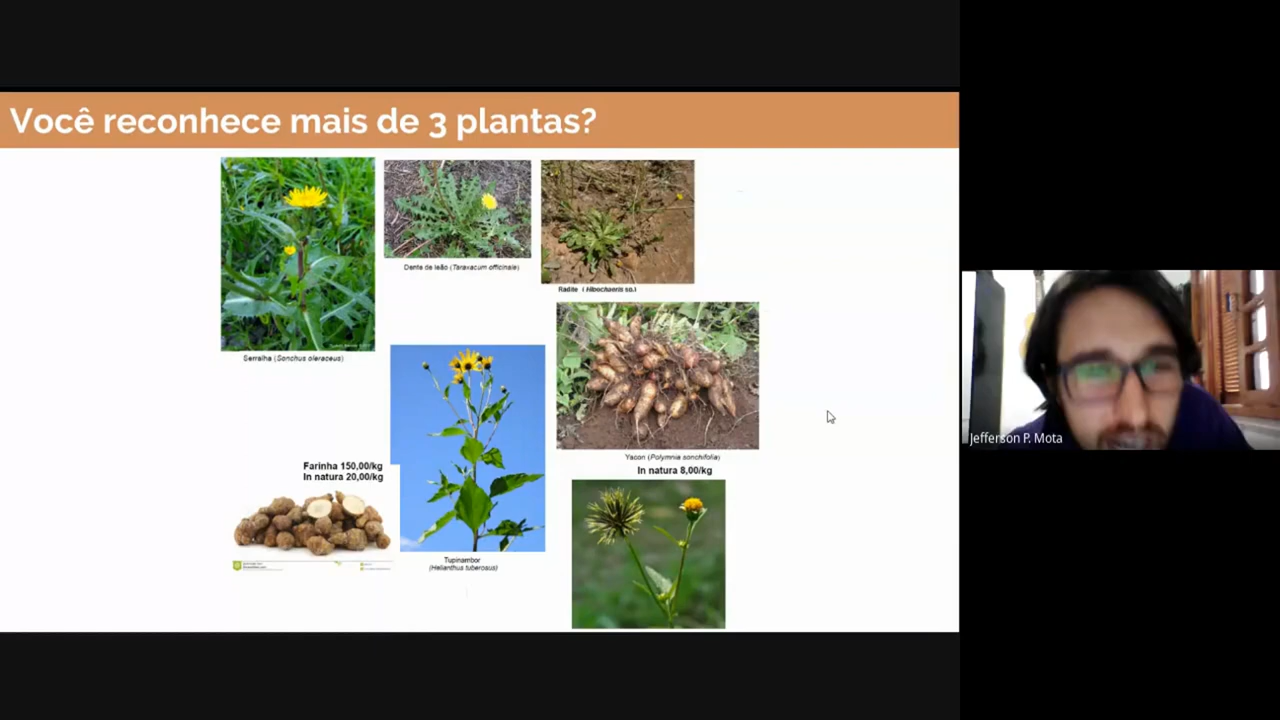 Você reconhece mais de 3 plantas?
Dente de leão (Taraxacum officinale)
Radite (Hipochaeris sp.)
Serralha (Sonchus oleraceus)
Jefferson P. Mota
Yacon (Polymnia sonchifolia)
In natura 8,00/kg
Farinha 150,00/kg
In natura 20,00/kg
Tupinambor
(Helianthus tuberosus)